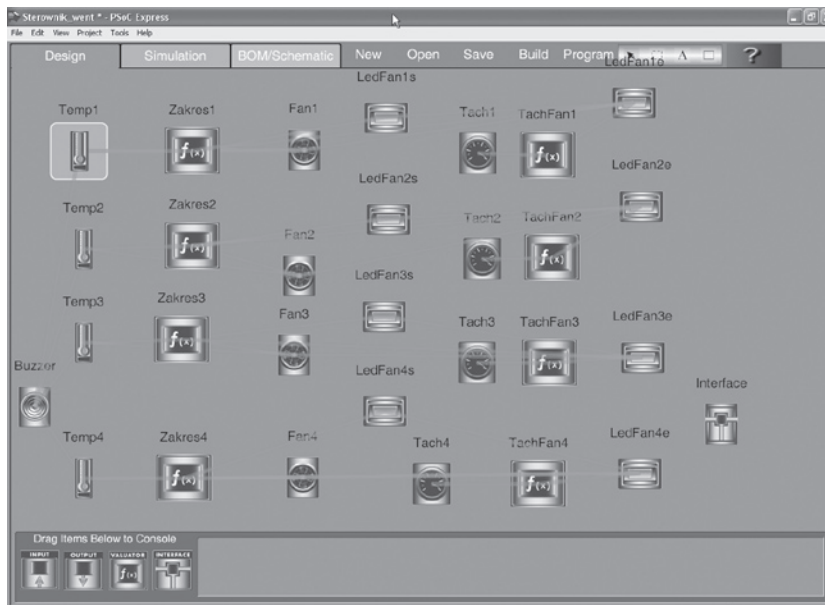 Sterownik_went * - PSoC Express
File Edit View Project Tools Help
Design Simulation BOM/Schematic New Open Save Build Program A ?
LedFan1s LedFan1e
Temp1 Zakres1 Fan1 Tach1 TachFan1
f(x) f(x)
LedFan2s LedFan2e
Temp2 Zakres2 Fan2 Tach2 TachFan2
f(x) f(x)
LedFan3s LedFan3e
Temp3 Zakres3 Fan3 Tach3 TachFan3
f(x) f(x)
Buzzer LedFan4s Interface
Temp4 Zakres4 Fan4 Tach4 TachFan4 LedFan4e
f(x) f(x)
Drag Items Below to Console
INPUT OUTPUT VALUATOR INTERFACE
f(x)